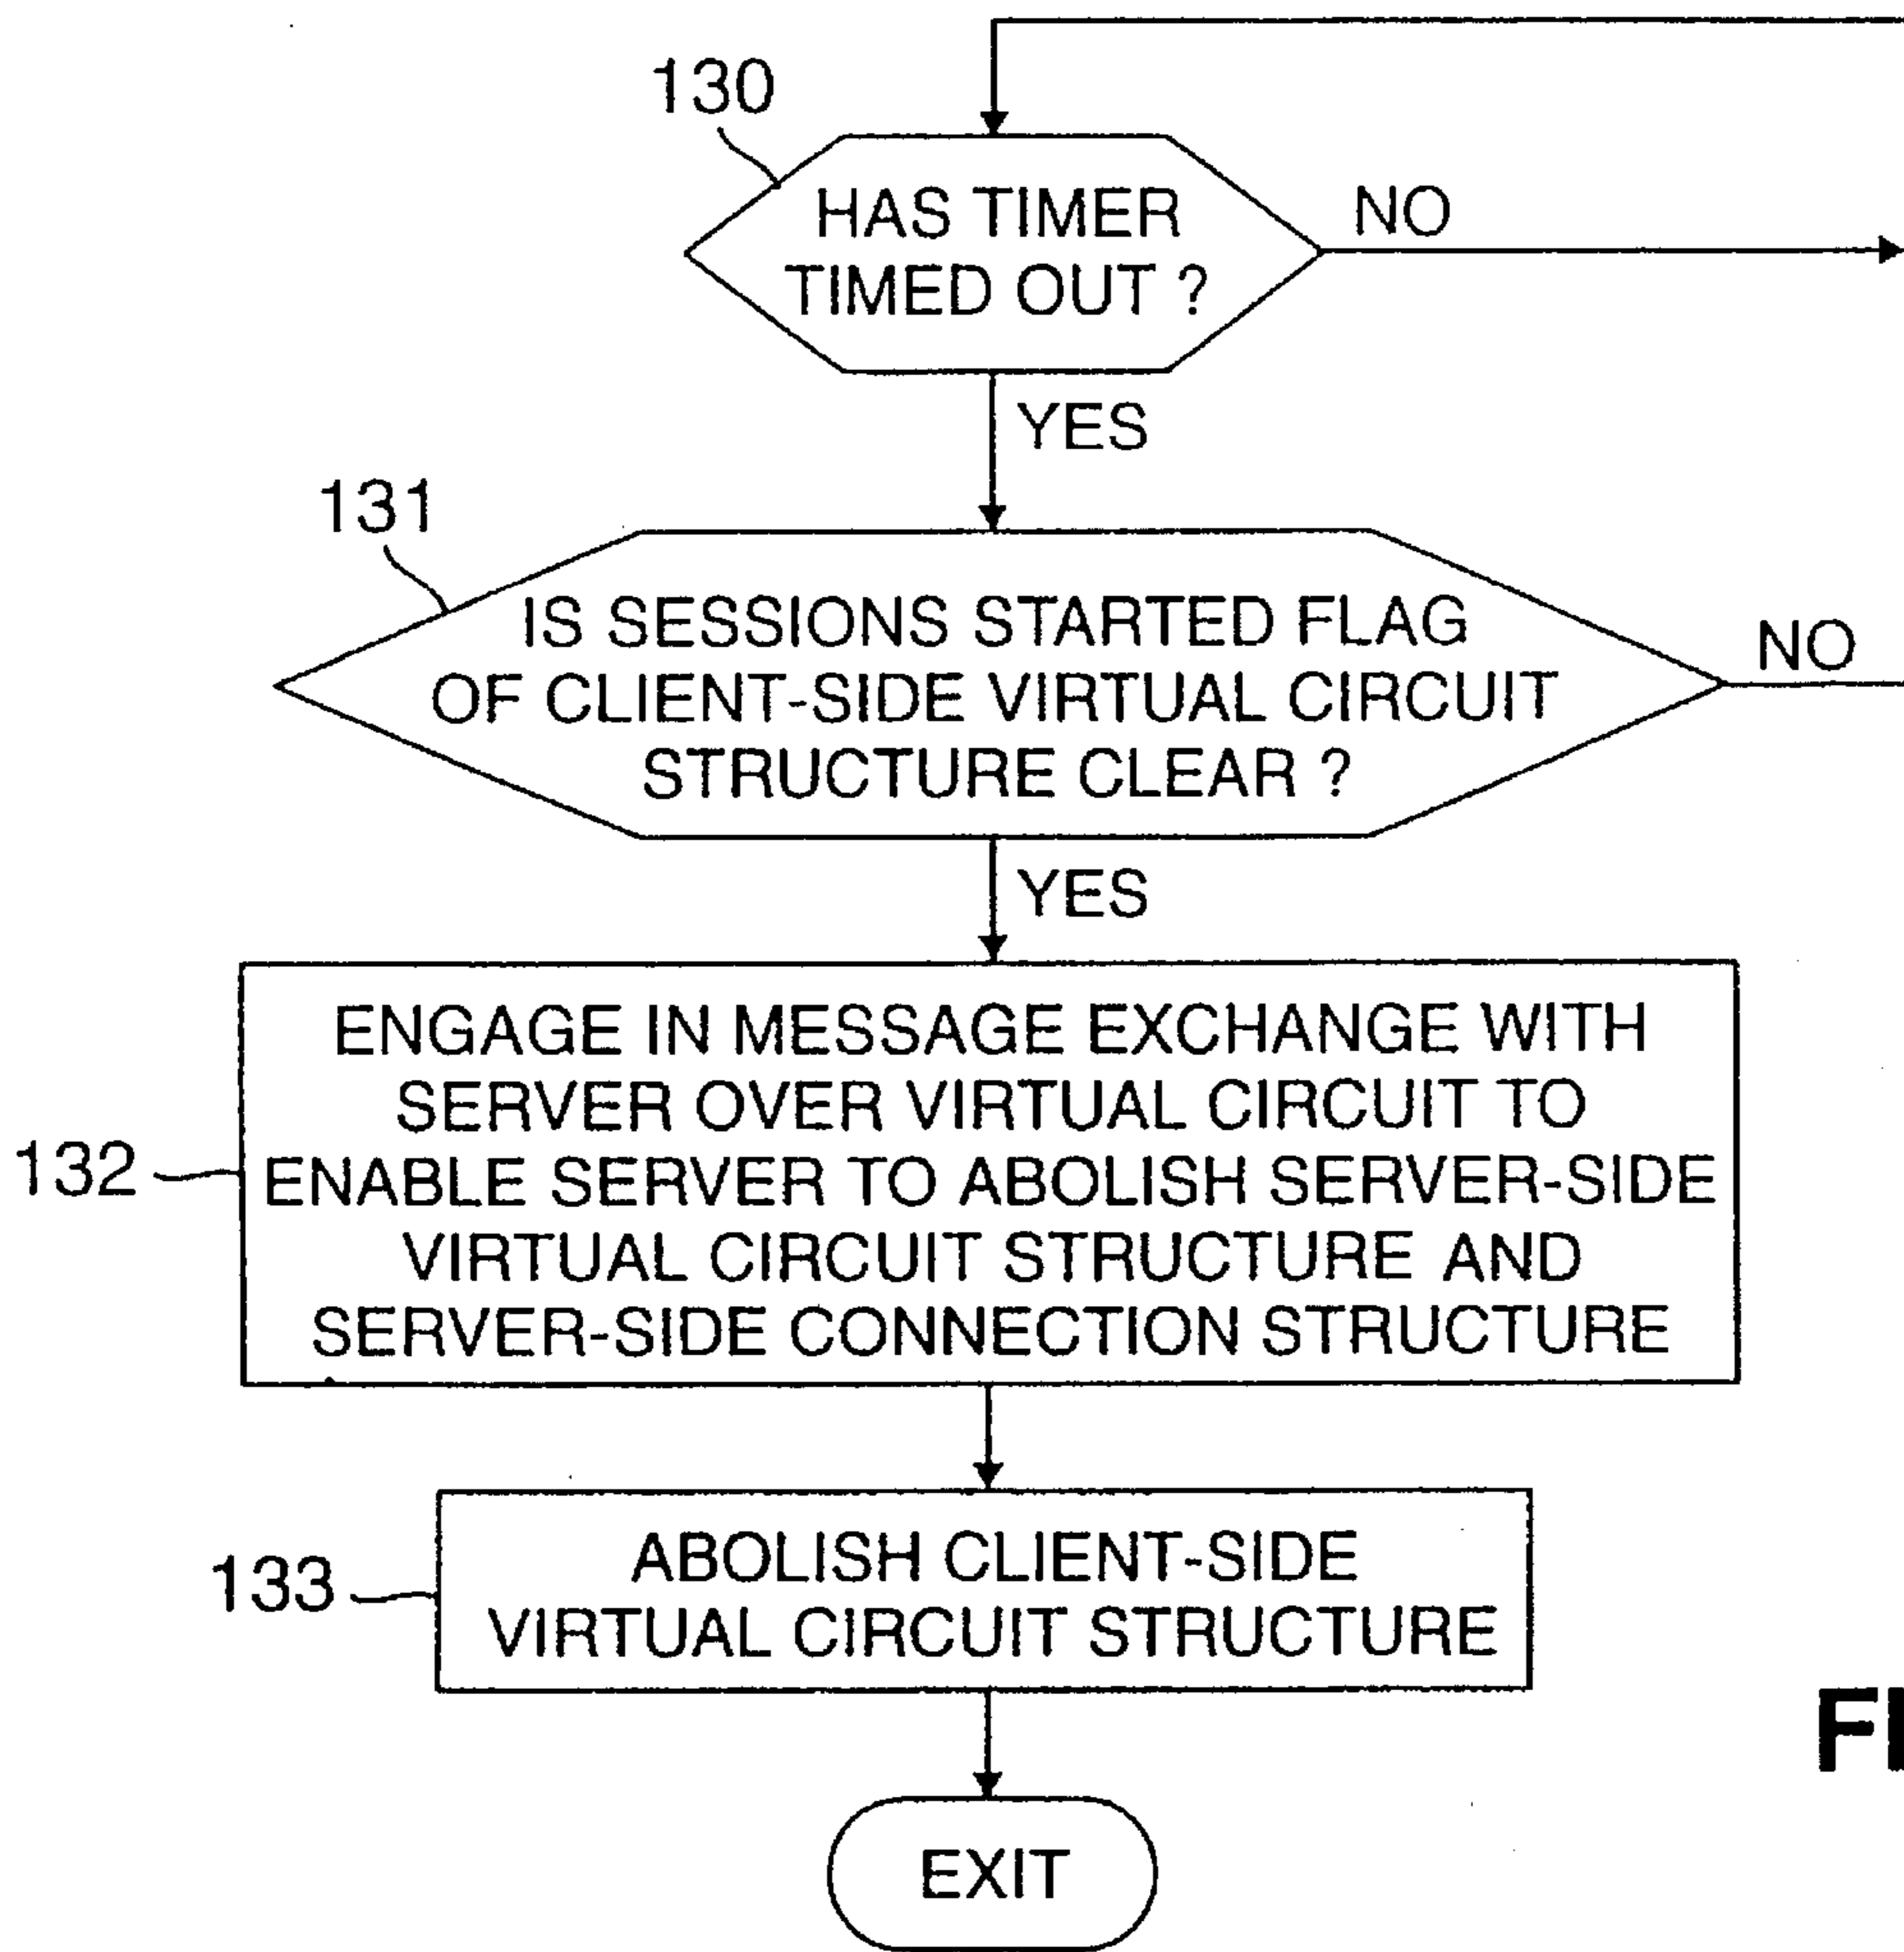 130
HAS TIMER
TIMED OUT ?
NO
YES
131
IS SESSIONS STARTED FLAG
OF CLIENT-SIDE VIRTUAL CIRCUIT
STRUCTURE CLEAR ?
NO
YES
132
ENGAGE IN MESSAGE EXCHANGE WITH
SERVER OVER VIRTUAL CIRCUIT TO
ENABLE SERVER TO ABOLISH SERVER-SIDE
VIRTUAL CIRCUIT STRUCTURE AND
SERVER-SIDE CONNECTION STRUCTURE
133
ABOLISH CLIENT-SIDE
VIRTUAL CIRCUIT STRUCTURE
EXIT